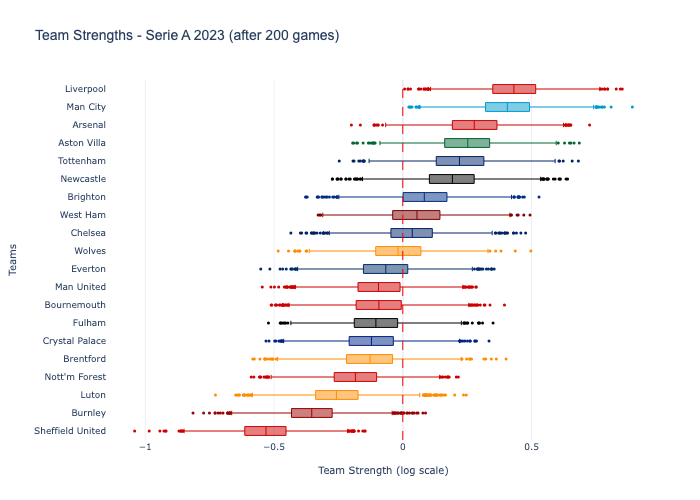 Team Strengths - Serie A 2023 (after 200 games)
Liverpool
Man City
Arsenal
Aston Villa
Tottenham
Newcastle
Brighton
West Ham
Chelsea
Wolves
Everton
Man United
Bournemouth
Fulham
Crystal Palace
Brentford
Nott'm Forest
Luton
Burnley
Sheffield United
Teams
−1 −0.5 0 0.5
Team Strength (log scale)